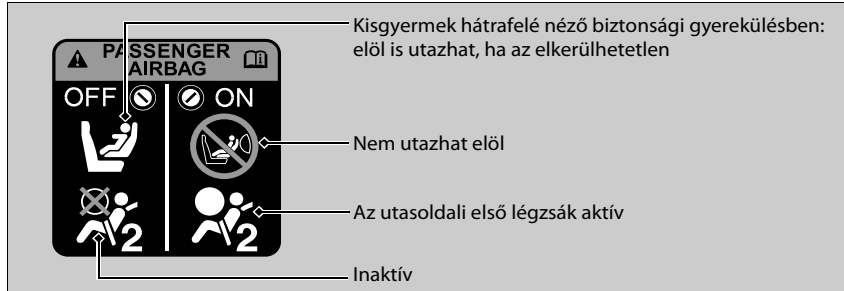 Kisgyermek hátrafelé néző biztonsági gyerekülésben:
elöl is utazhat, ha az elkerülhetetlen
PASSENGER
AIRBAG
OFF ON
Nem utazhat elöl
Az utasoldali első légzsák aktív
2 2
Inaktív